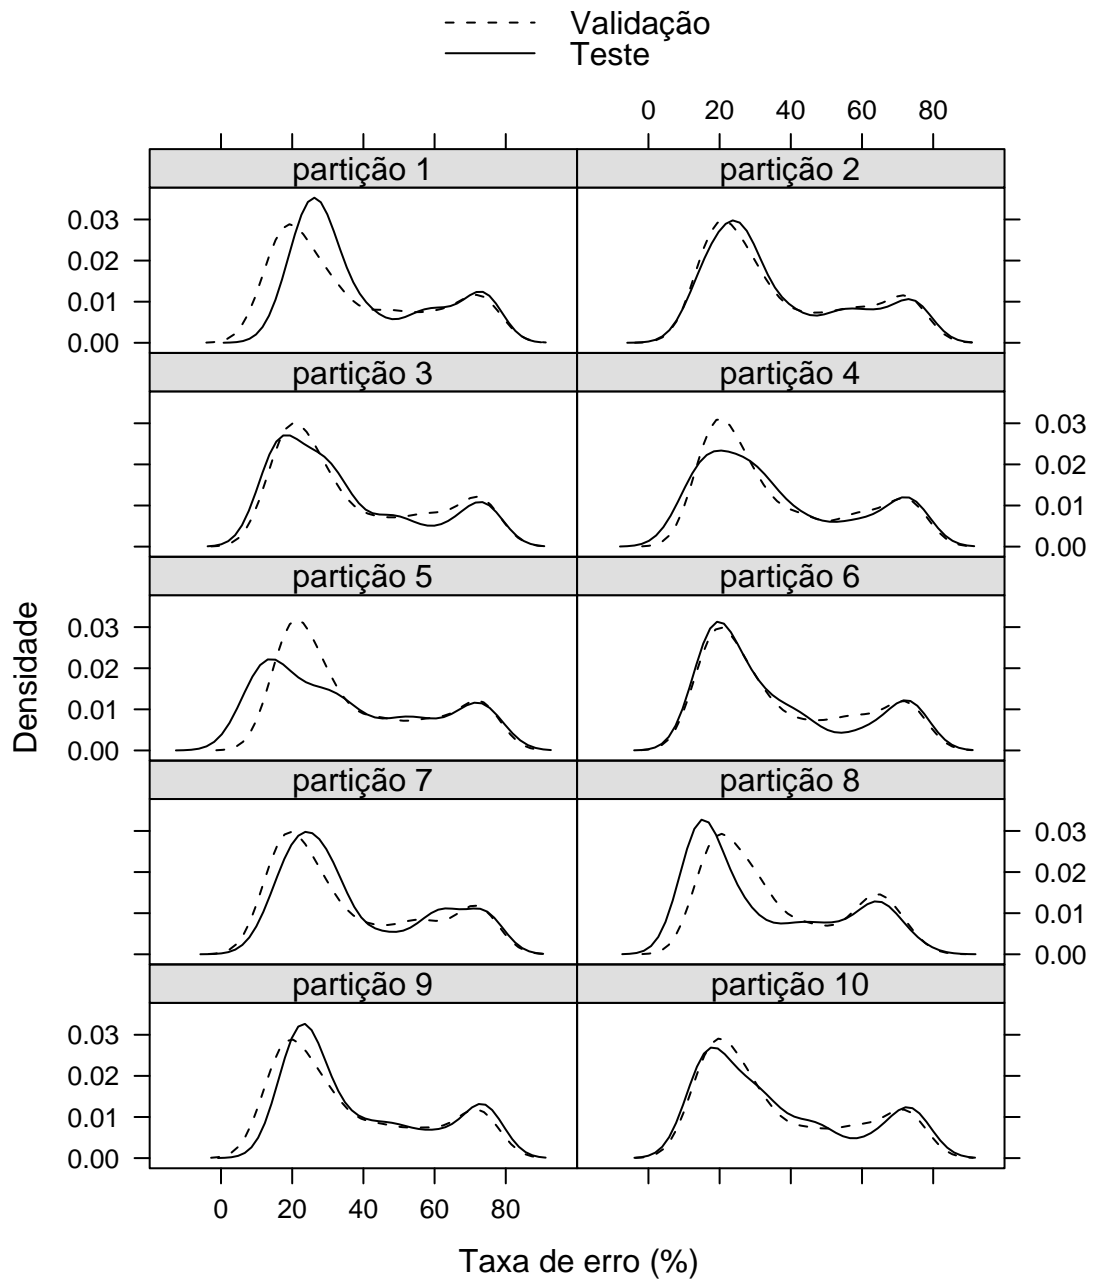 Validação
Teste
0 20 40 60 80
partição 1 partição 2
0.03
0.02
0.01
0.00
partição 3 partição 4
0.03
0.02
0.01
0.00
partição 5 partição 6
0.03
0.02
0.01
0.00
Densidade
partição 7 partição 8
0.03
0.02
0.01
0.00
partição 9 partição 10
0.03
0.02
0.01
0.00
0 20 40 60 80
Taxa de erro (%)